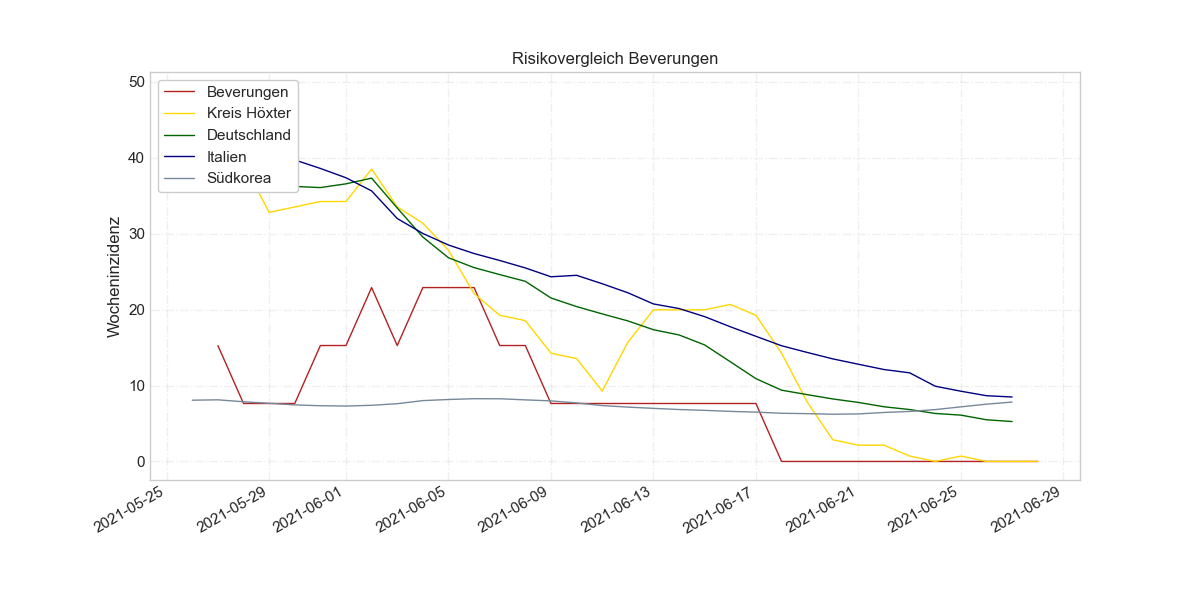 Risikovergleich Beverungen
Beverungen
Kreis Höxter
Deutschland
Italien
Südkorea
Wocheninzidenz
50
40
30
20
10
0
2021-05-25
2021-05-29
2021-06-01
2021-06-05
2021-06-09
2021-06-13
2021-06-17
2021-06-21
2021-06-25
2021-06-29